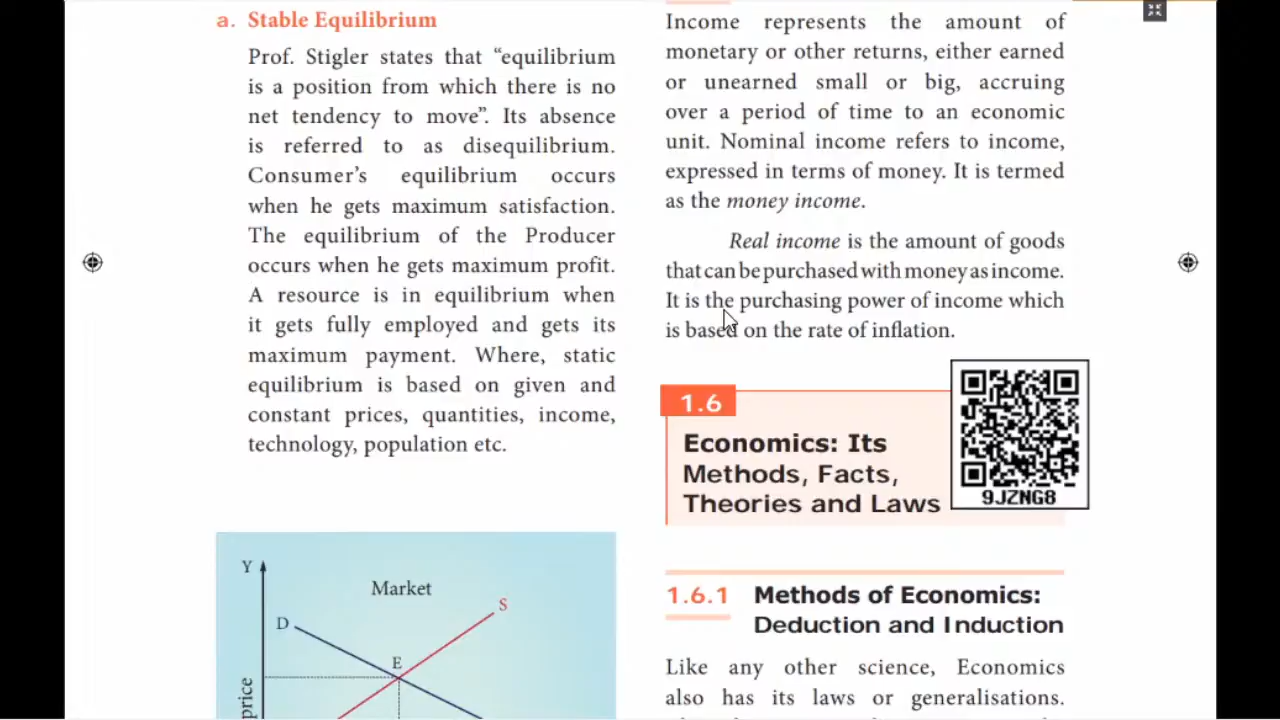 a. Stable Equilibrium
Prof. Stigler states that “equilibrium
is a position from which there is no
net tendency to move”. Its absence
is referred to as disequilibrium.
Consumer’s equilibrium occurs
when he gets maximum satisfaction.
The equilibrium of the Producer
occurs when he gets maximum profit.
A resource is in equilibrium when
it gets fully employed and gets its
maximum payment. Where, static
equilibrium is based on given and
constant prices, quantities, income,
technology, population etc.
Y
Market
S
D
E
price
Income represents the amount of
monetary or other returns, either earned
or unearned small or big, accruing
over a period of time to an economic
unit. Nominal income refers to income,
expressed in terms of money. It is termed
as the money income.
Real income is the amount of goods
that can be purchased with money as income.
It is the purchasing power of income which
is based on the rate of inflation.
1.6
Economics: Its
Methods, Facts,
Theories and Laws
9JZNG8
1.6.1 Methods of Economics:
Deduction and Induction
Like any other science, Economics
also has its laws or generalisations.